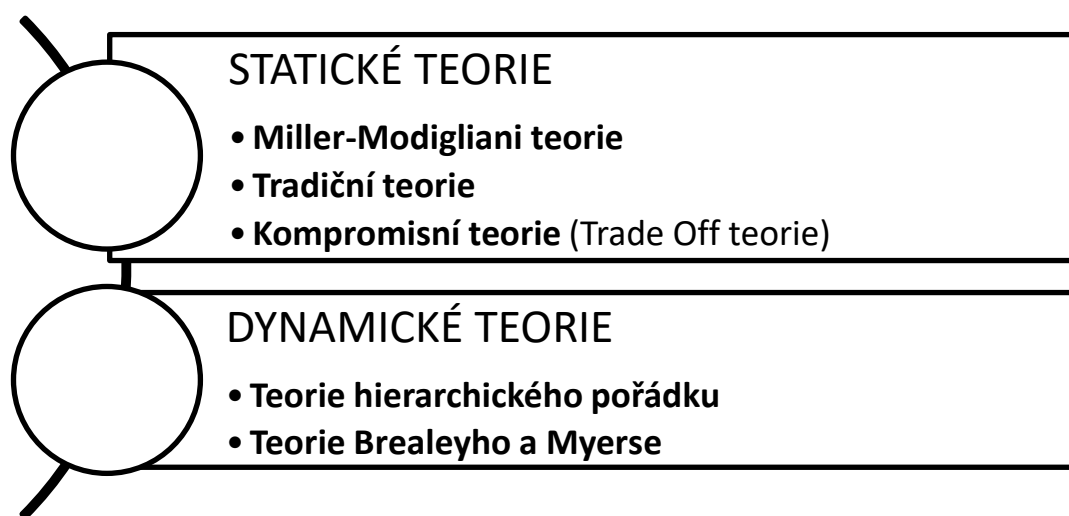 STATICKÉ TEORIE
• Miller-Modigliani teorie
• Tradiční teorie
• Kompromisní teorie (Trade Off teorie)
DYNAMICKÉ TEORIE
• Teorie hierarchického pořádku
• Teorie Brealeyho a Myerse